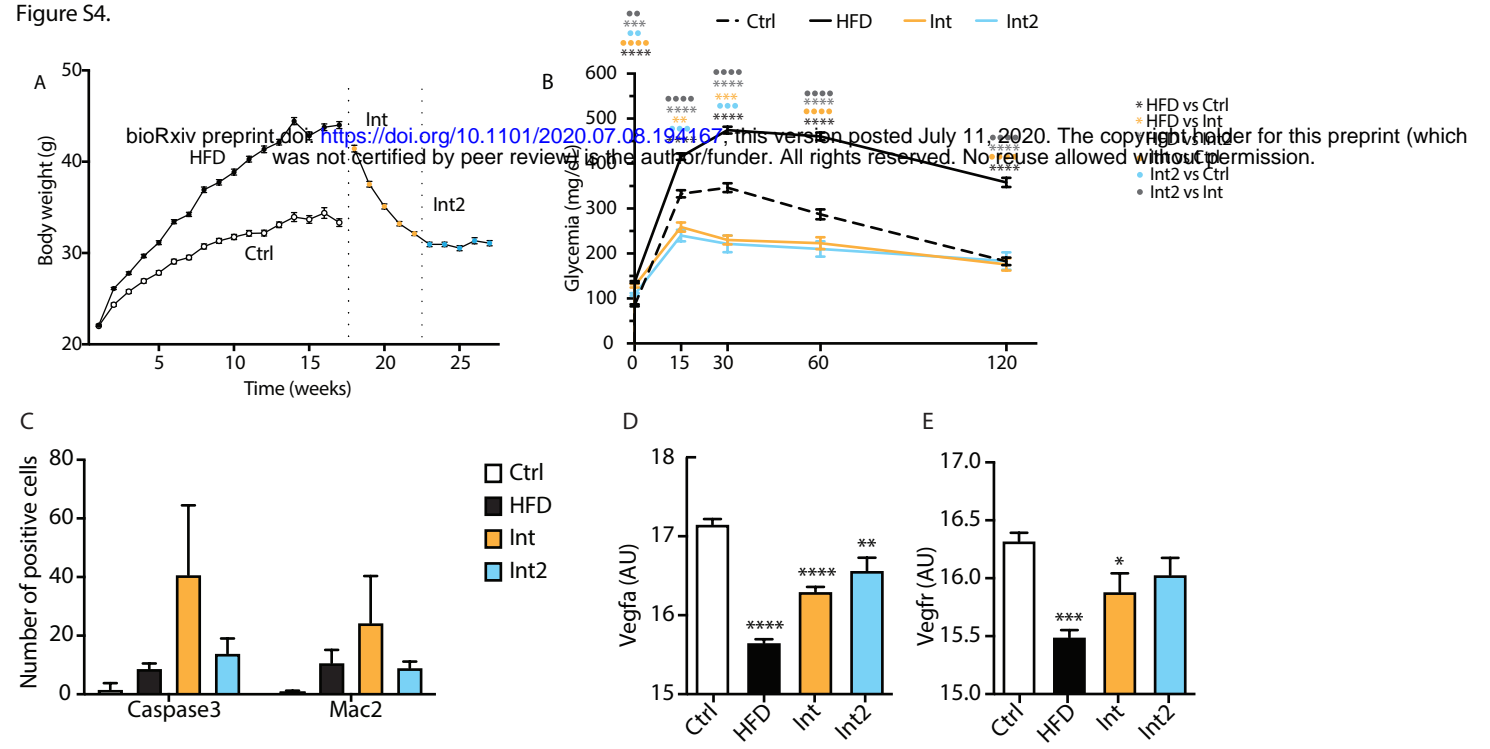 Figure S4.
Ctrl HFD Int Int2
A
50
40
30
20
Body weight (g)
HFD
Ctrl
Int
Int2
5 10 15 20 25
Time (weeks)
B
••
***
••
••••
****
600
500
400
300
200
100
0
Glycemia (mg/dL)
••••
****
**
•••
****
••••
****
***
•••
****
••••
****
••••
****
••••
****
••••
****
0 15 30 60 120
* HFD vs Ctrl
* HFD vs Int
* HFD vs Int2
• Int vs Ctrl
• Int2 vs Ctrl
• Int2 vs Int
bioRxiv preprint doi: https://doi.org/10.1101/2020.07.08.194167; this version posted July 11, 2020. The copyright holder for this preprint (which
was not certified by peer review) is the author/funder. All rights reserved. No reuse allowed without permission.
C
80
60
40
20
0
Number of positive cells
Caspase3 Mac2
Ctrl
HFD
Int
Int2
D
18
17
16
15
Vegfa (AU)
****
****
**
Ctrl HFD Int Int2
E
17.0
16.5
16.0
15.5
15.0
Vegfr (AU)
***
*
Ctrl HFD Int Int2